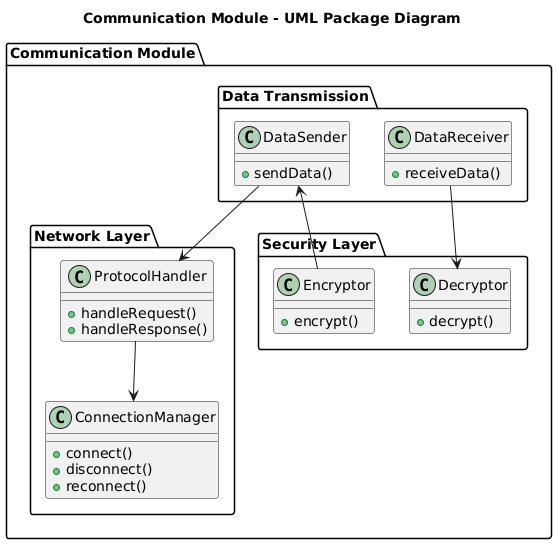 Communication Module - UML Package Diagram
Communication Module
Data Transmission
C DataSender
sendData()
C DataReceiver
receiveData()
Network Layer
C ProtocolHandler
handleRequest()
handleResponse()
Security Layer
C Encryptor
encrypt()
C Decryptor
decrypt()
C ConnectionManager
connect()
disconnect()
reconnect()